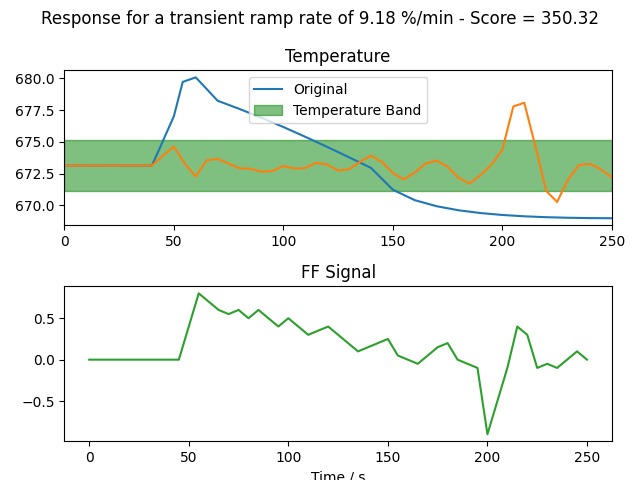 Response for a transient ramp rate of 9.18 %/min - Score = 350.32
Temperature
680.0
677.5
675.0
672.5
670.0
Original
Temperature Band
0 50 100 150 200 250
FF Signal
0.5
0.0
−0.5
0 50 100 150 200 250
Time / s